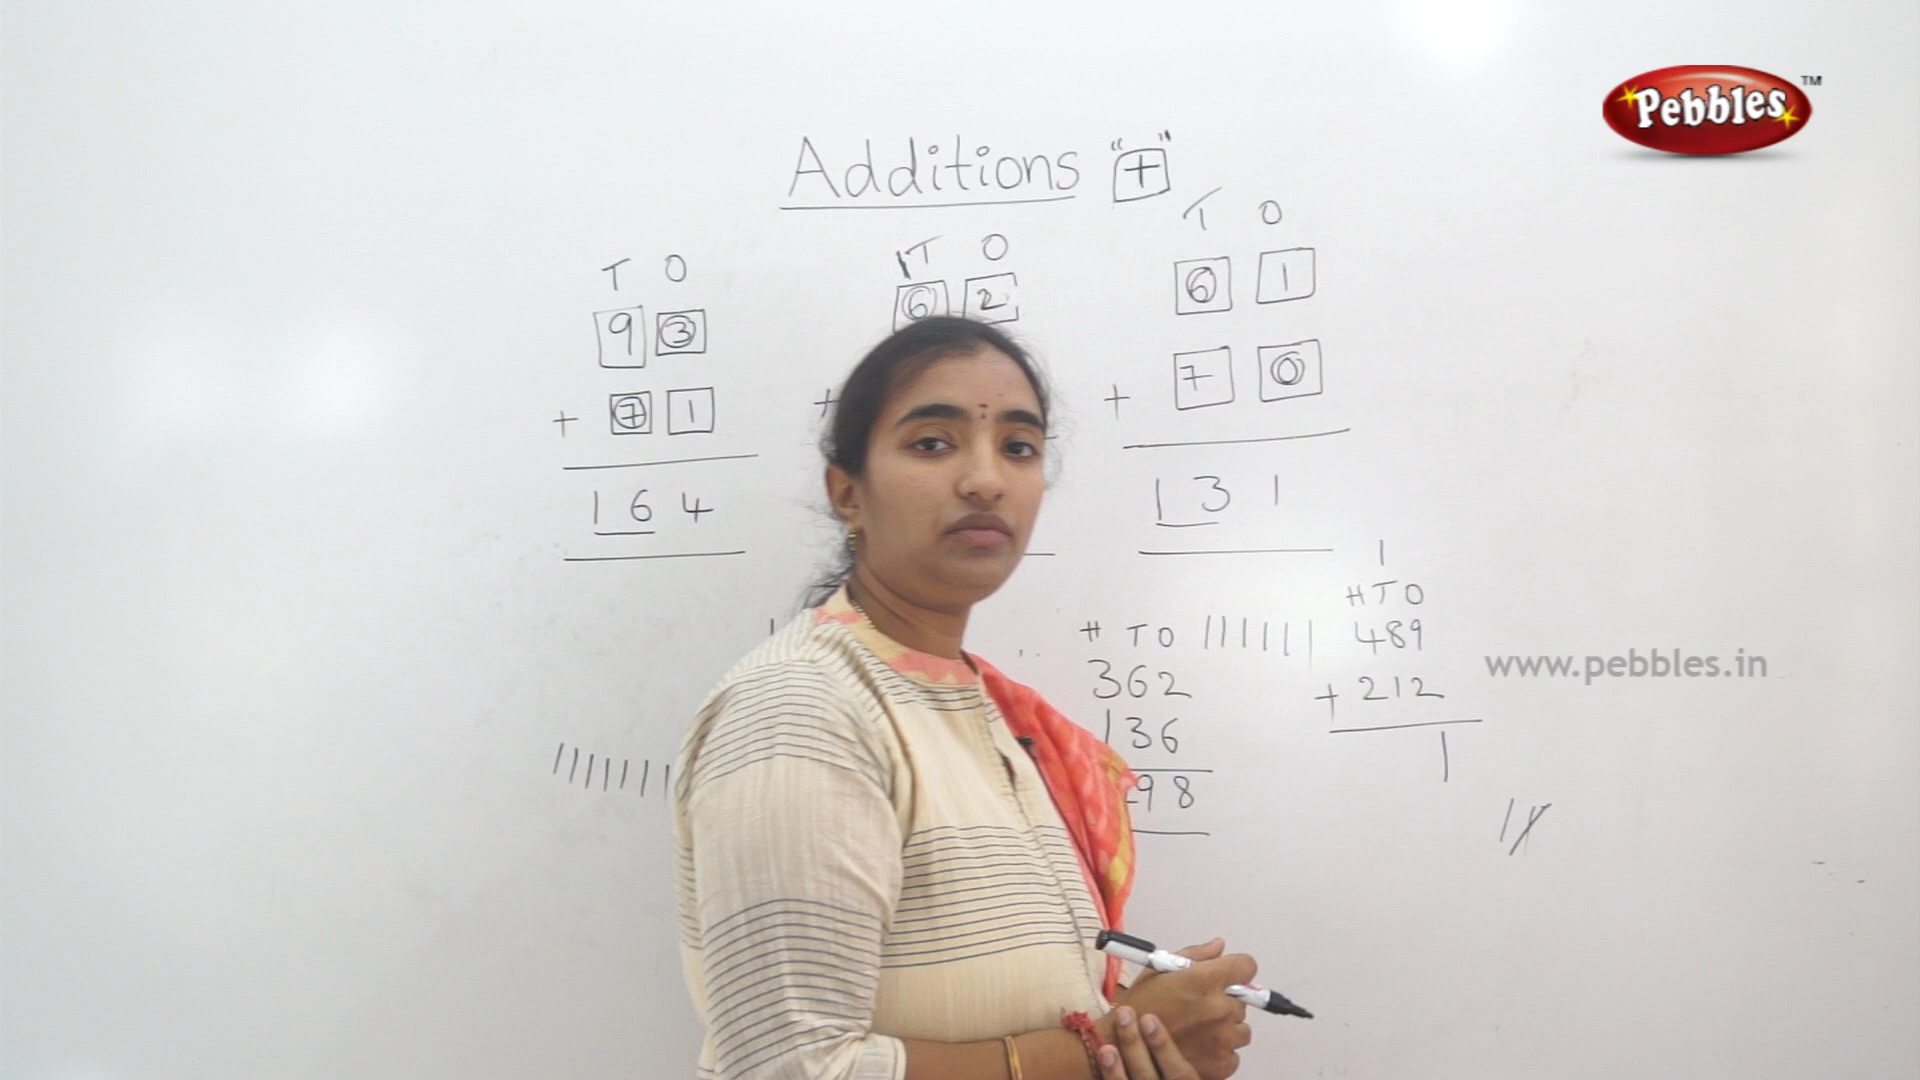 Pebbles™
Additions "+"
T O
9 3
+ 7 1
1 6 4
T O
6 2
+
T O
6 1
+ 7 0
1 3 1
H T O
362
136
98
1
H T O
489
+ 212
1
www.pebbles.in